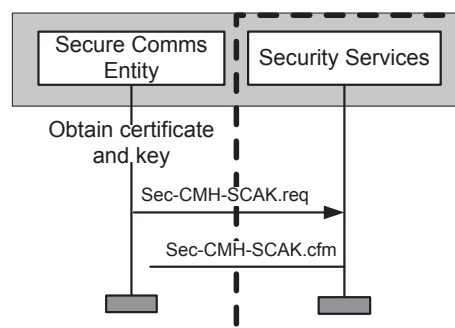 Secure Comms
Entity
Security Services
Obtain certificate
and key
Sec-CMH-SCAK.req
Sec-CMH-SCAK.cfm